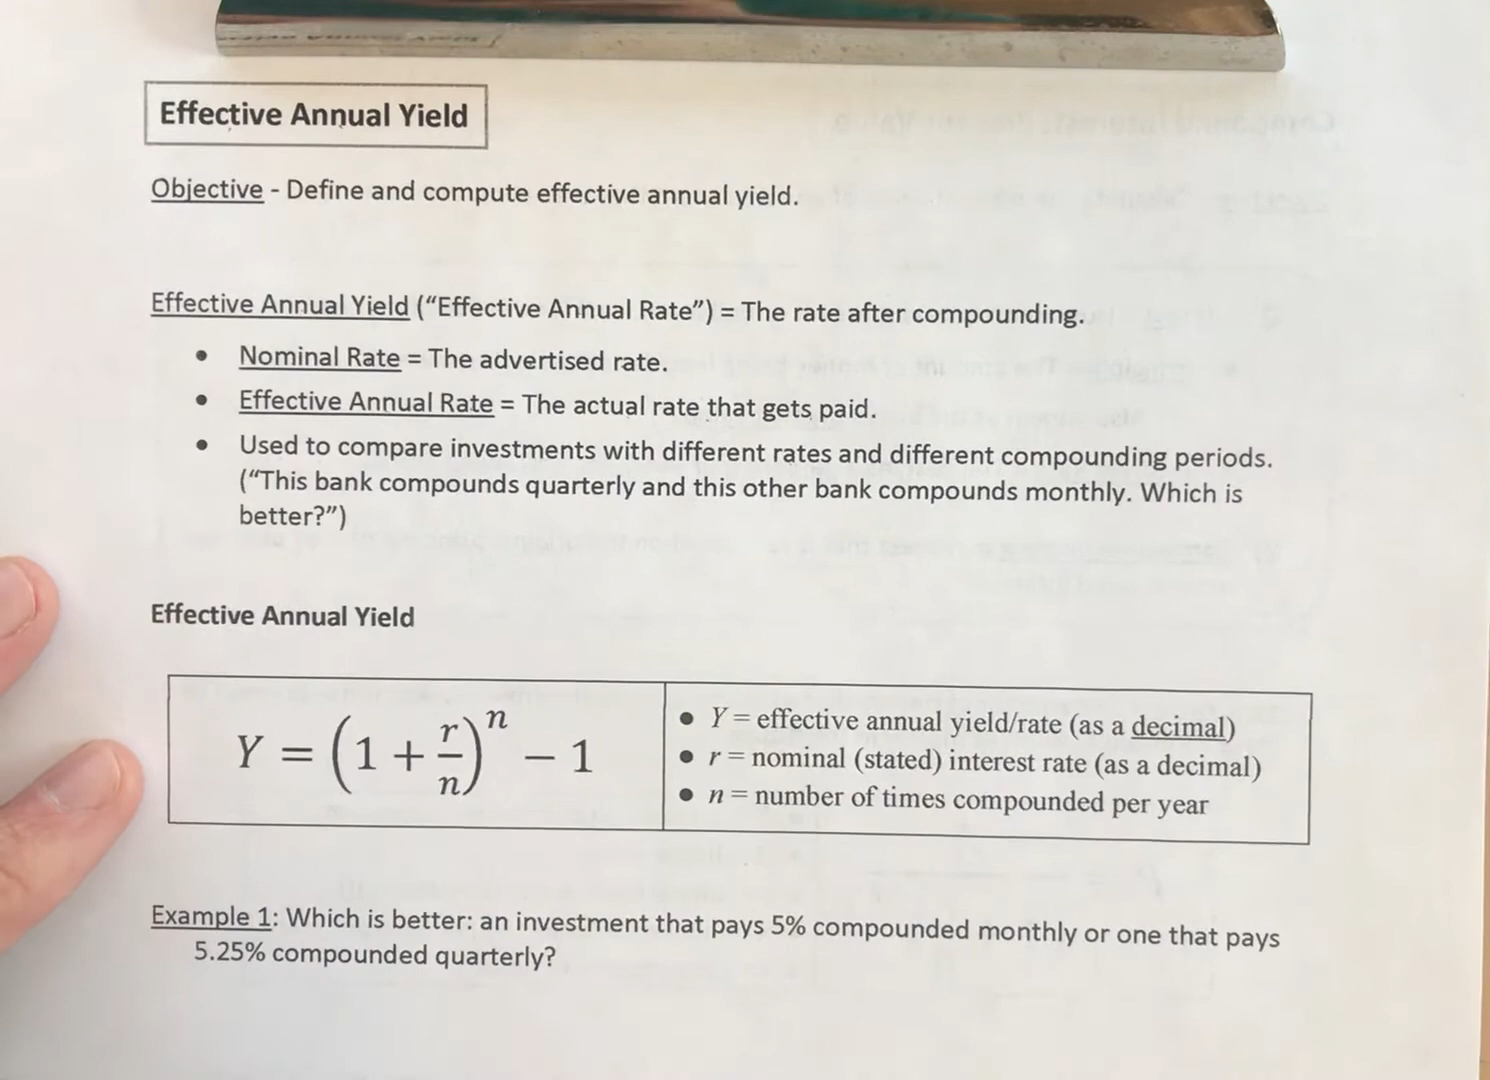 Effective Annual Yield
Objective - Define and compute effective annual yield.
Effective Annual Yield (“Effective Annual Rate”) = The rate after compounding.
• Nominal Rate = The advertised rate.
• Effective Annual Rate = The actual rate that gets paid.
• Used to compare investments with different rates and different compounding periods.
(“This bank compounds quarterly and this other bank compounds monthly. Which is
better?”)
Effective Annual Yield
Y = (1 + r/n)^n − 1
• Y = effective annual yield/rate (as a decimal)
• r = nominal (stated) interest rate (as a decimal)
• n = number of times compounded per year
Example 1: Which is better: an investment that pays 5% compounded monthly or one that pays
5.25% compounded quarterly?